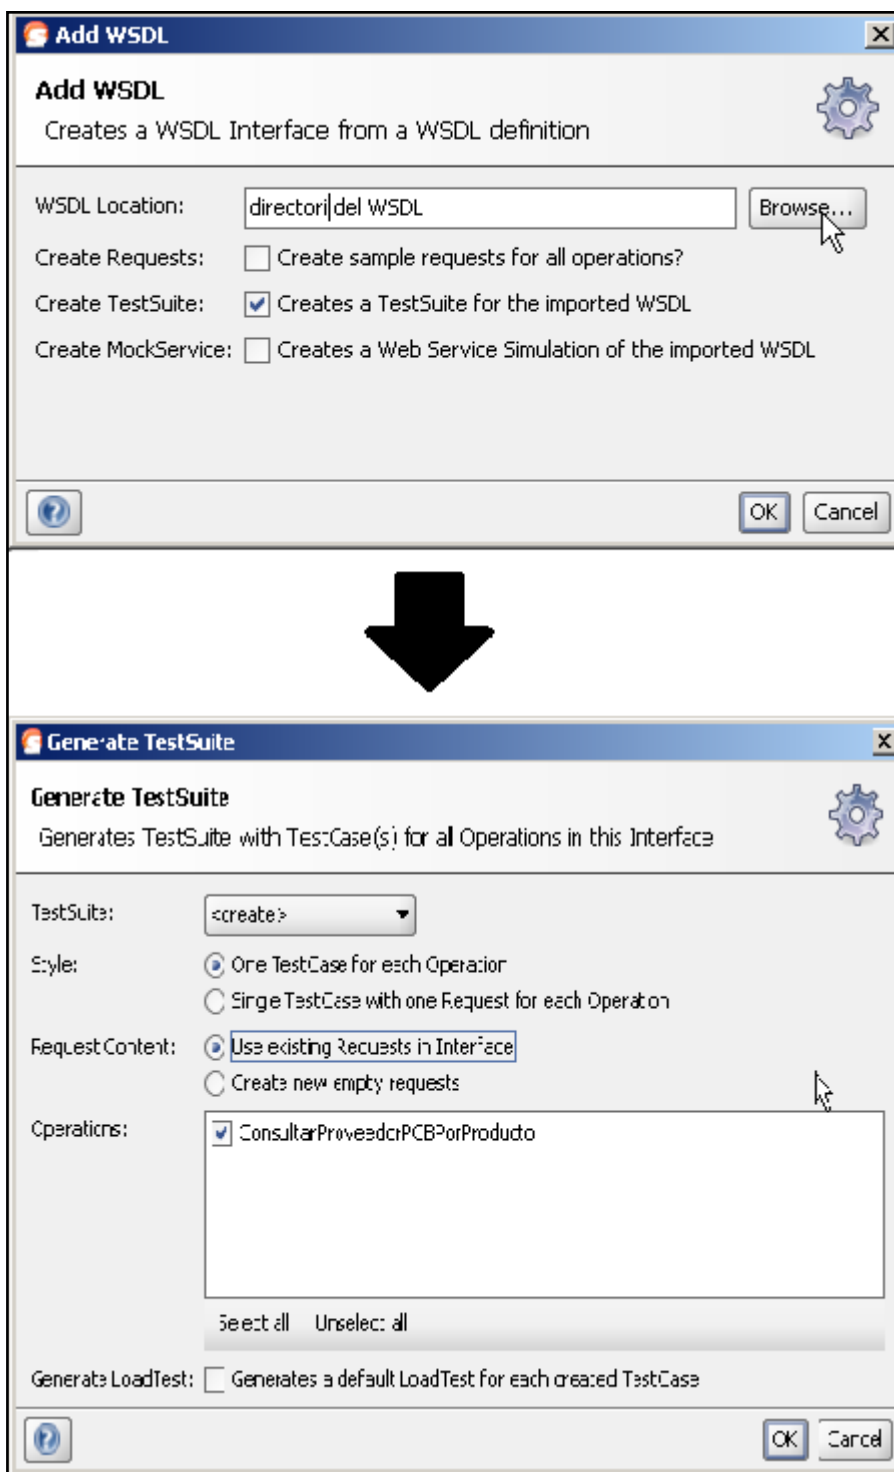 Add WSDL
Add WSDL
Creates a WSDL Interface from a WSDL definition
WSDL Location: directori del WSDL Browse...
Create Requests: Create sample requests for all operations?
Create TestSuite: Creates a TestSuite for the imported WSDL
Create MockService: Creates a Web Service Simulation of the imported WSDL
OK Cancel
Generate TestSuite
Generate TestSuite
Generates TestSuite with TestCase(s) for all Operations in this Interface
TestSuite: <create>
Style: One TestCase for each Operation
Single TestCase with one Request for each Operation
Request Content: Use existing Requests in Interface
Create new empty requests
Operations: ConsultarProveedorPCBPorProducto
Select all Unselect all
Generate LoadTest: Generates a default LoadTest for each created TestCase
OK Cancel